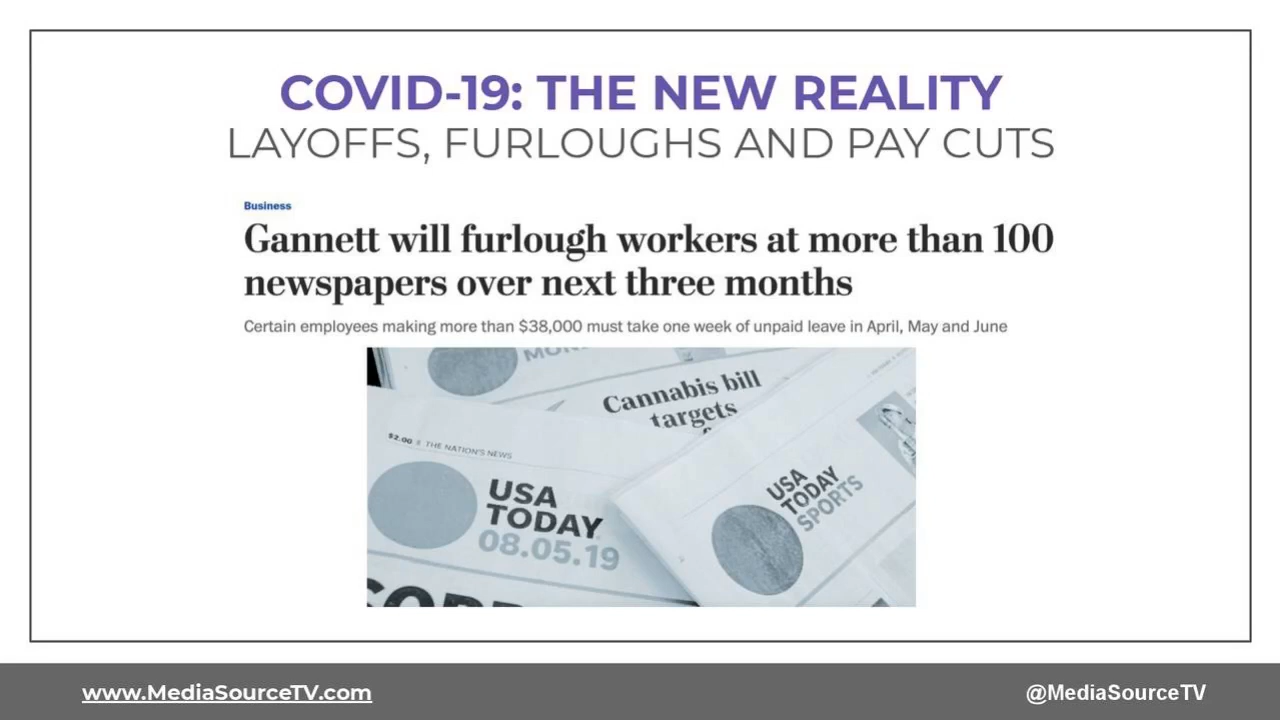 COVID-19: THE NEW REALITY
LAYOFFS, FURLOUGHS AND PAY CUTS
Business
Gannett will furlough workers at more than 100
newspapers over next three months
Certain employees making more than $38,000 must take one week of unpaid leave in April, May and June
Cannabis bill
targets
$2.00
THE NATION'S NEWS
USA
TODAY
08.05.19
USA
TODAY
SPORTS
www.MediaSourceTV.com
@MediaSourceTV